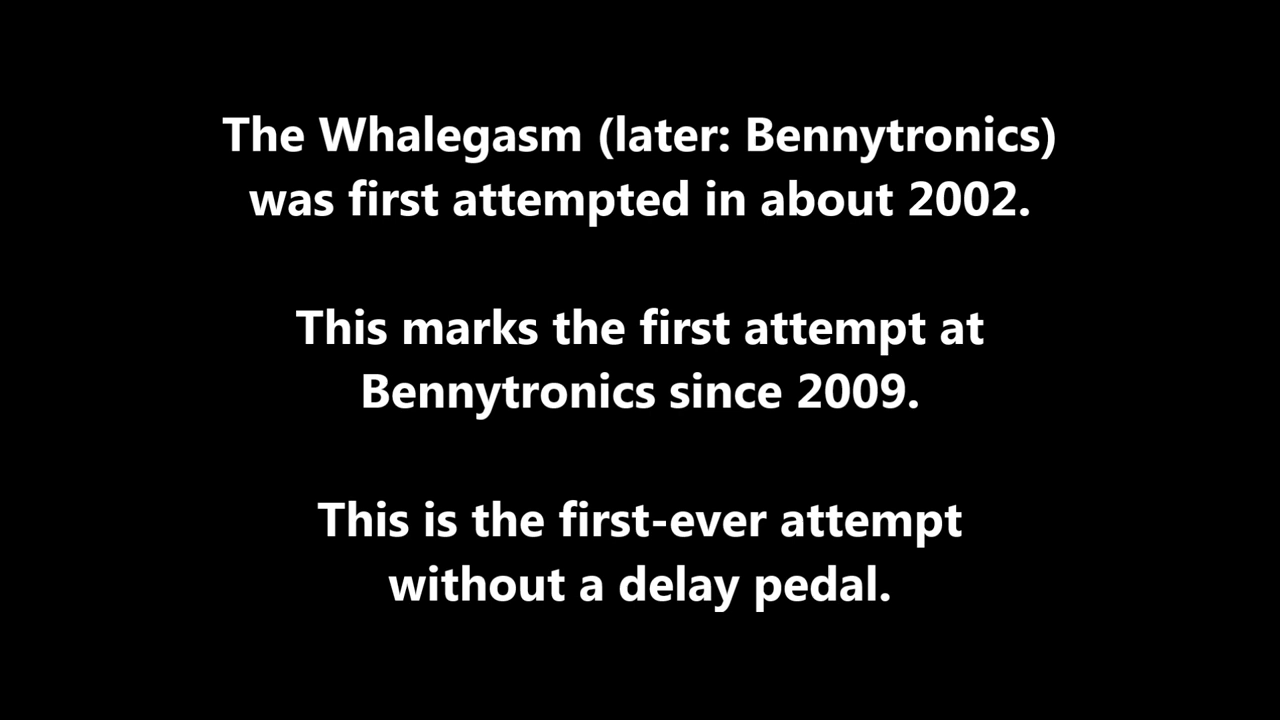 The Whalegasm (later: Bennytronics)
was first attempted in about 2002.
This marks the first attempt at
Bennytronics since 2009.
This is the first-ever attempt
without a delay pedal.